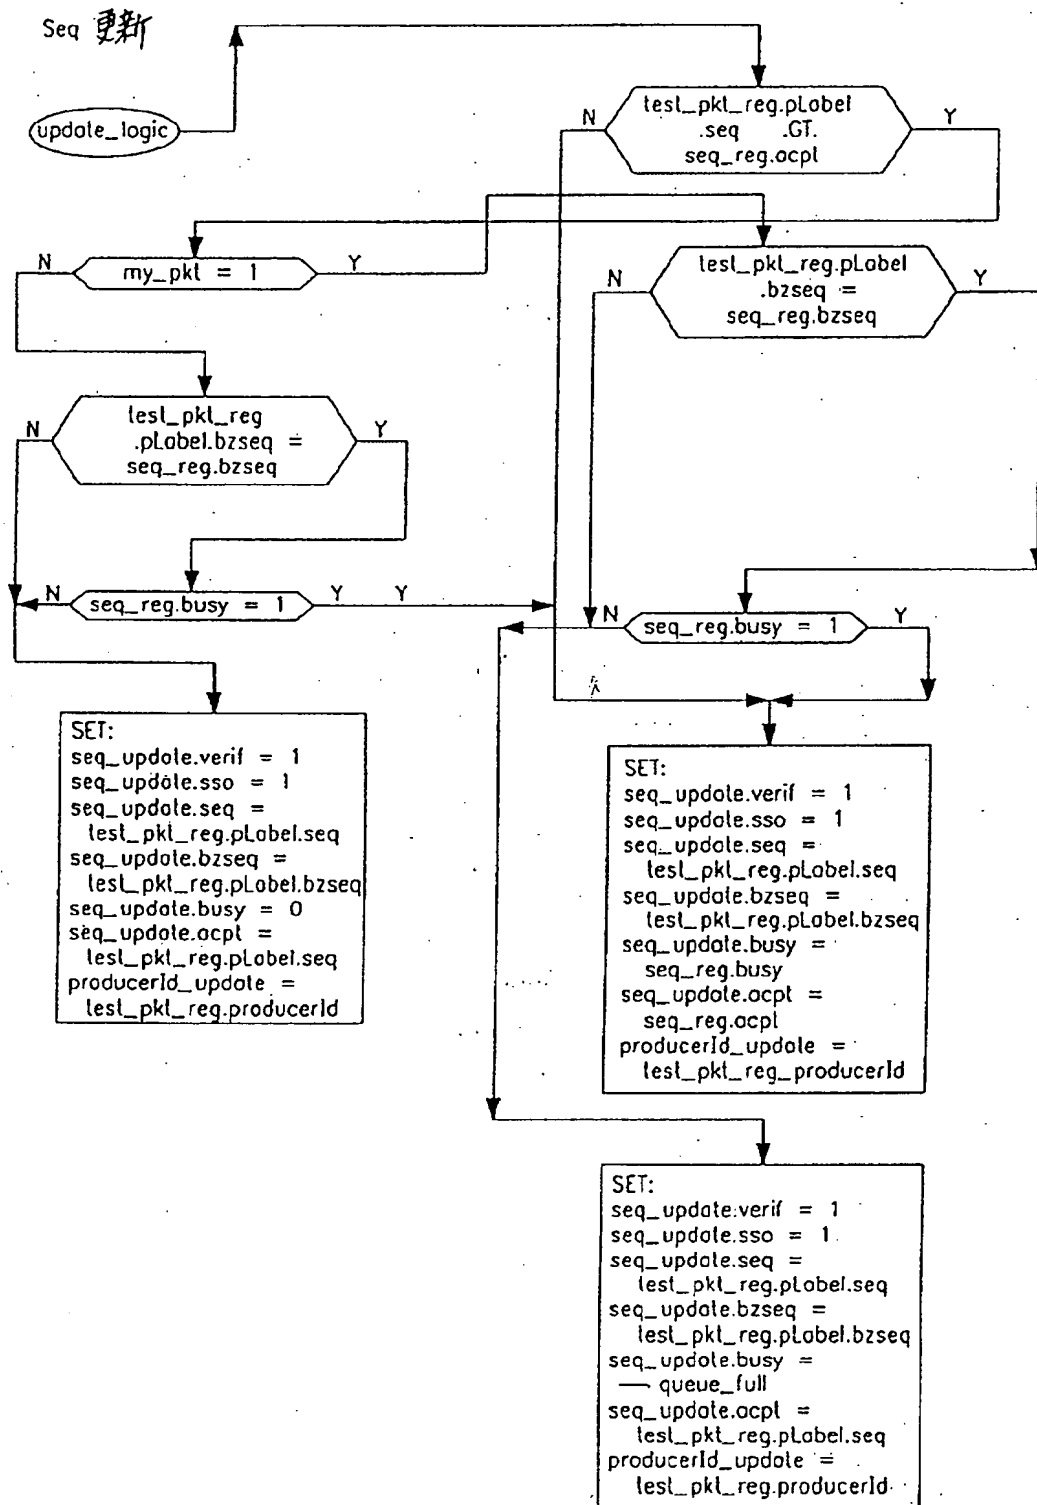 Seq 更新
update_logic
test_pkt_reg.pLabel
.seq .GT.
seq_reg.acpt
N
Y
my_pkt = 1
N
Y
test_pkt_reg.pLabel
.bzseq =
seq_reg.bzseq
N
Y
test_pkt_reg
.pLabel.bzseq =
seq_reg.bzseq
N
Y
seq_reg.busy = 1
N
Y
Y
seq_reg.busy = 1
N
Y
SET:
seq_update.verif = 1
seq_update.sso = 1
seq_update.seq =
test_pkt_reg.pLabel.seq
seq_update.bzseq =
test_pkt_reg.pLabel.bzseq
seq_update.busy = 0
seq_update.acpt =
test_pkt_reg.pLabel.seq
producerId_update =
test_pkt_reg.producerId
SET:
seq_update.verif = 1
seq_update.sso = 1
seq_update.seq =
test_pkt_reg.pLabel.seq
seq_update.bzseq =
test_pkt_reg.pLabel.bzseq
seq_update.busy =
seq_reg.busy
seq_update.acpt =
seq_reg.acpt
producerId_update =
test_pkt_reg_producerId
SET:
seq_update.verif = 1
seq_update.sso = 1
seq_update.seq =
test_pkt_reg.pLabel.seq
seq_update.bzseq =
test_pkt_reg.pLabel.bzseq
seq_update.busy =
— queue_full
seq_update.acpt =
test_pkt_reg.pLabel.seq
producerId_update =
test_pkt_reg.producerId